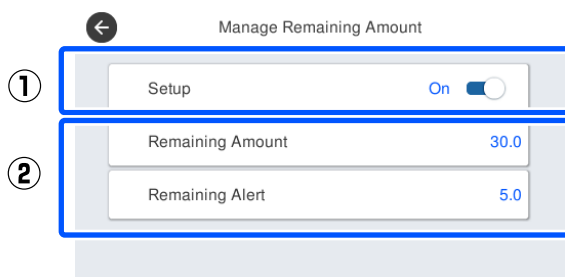 Manage Remaining Amount
① Setup On
Remaining Amount 30.0
② Remaining Alert 5.0